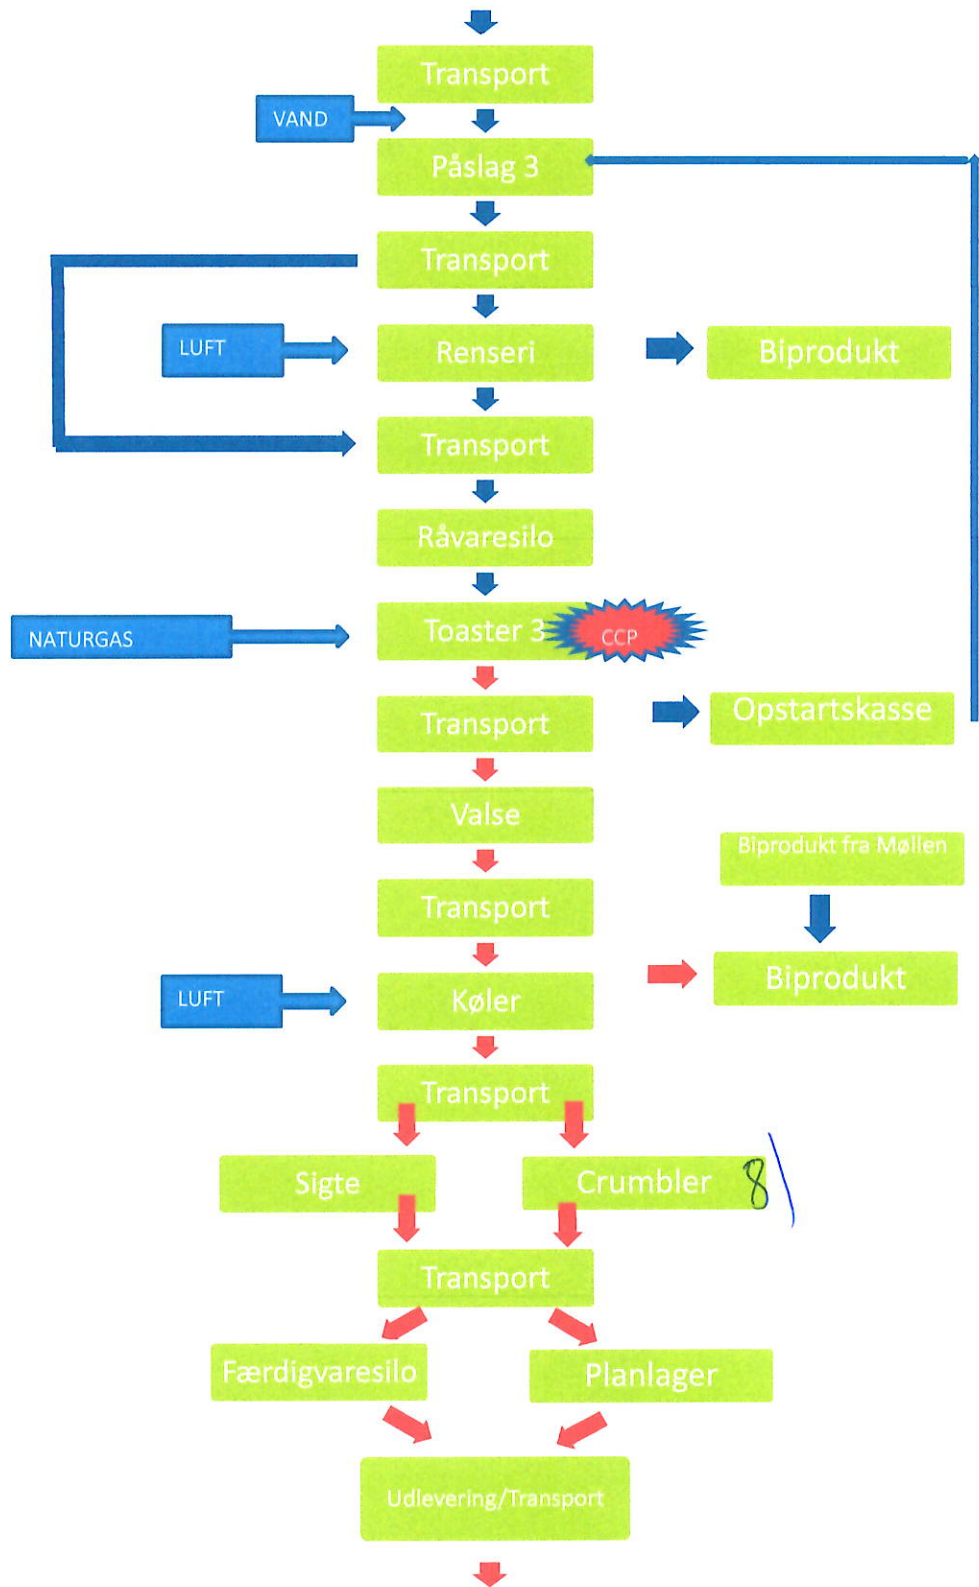 Transport
VAND
Påslag 3
Transport
LUFT
Renseri
Biprodukt
Transport
Råvaresilo
NATURGAS
Toaster 3
CCP
Transport
Opstartskasse
Valse
Biprodukt fra Møllen
Transport
LUFT
Køler
Biprodukt
Transport
Sigte
Crumbler
8
Transport
Færdigvaresilo
Planlager
Udlevering/Transport